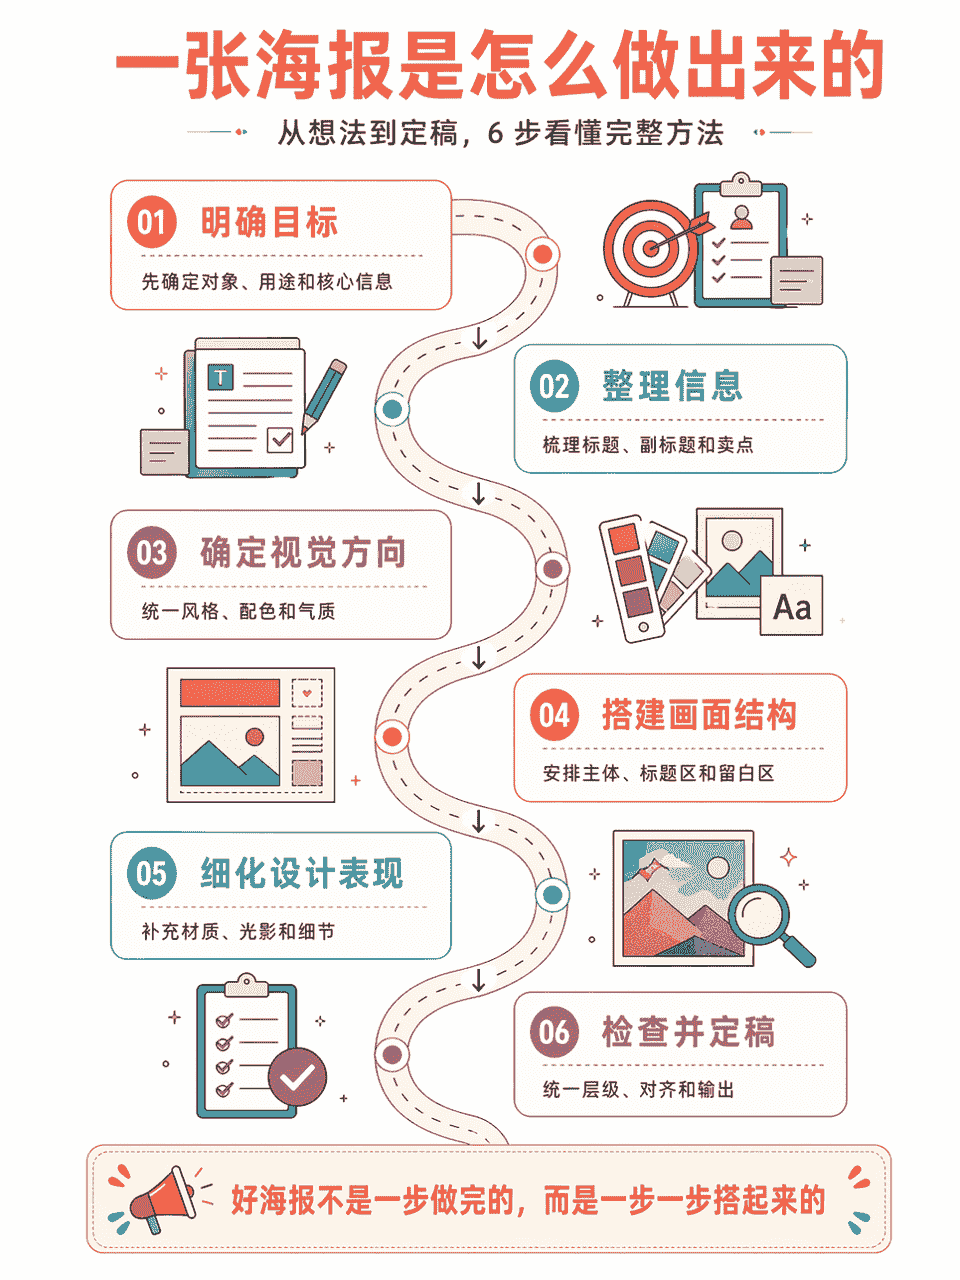 一张海报是怎么做出来的
从想法到定稿，6 步看懂完整方法
01 明确目标
先确定对象、用途和核心信息
T
02 整理信息
梳理标题、副标题和卖点
03 确定视觉方向
统一风格、配色和气质
Aa
04 搭建画面结构
安排主体、标题区和留白区
05 细化设计表现
补充材质、光影和细节
06 检查并定稿
统一层级、对齐和输出
好海报不是一步做完的，而是一步一步搭起来的